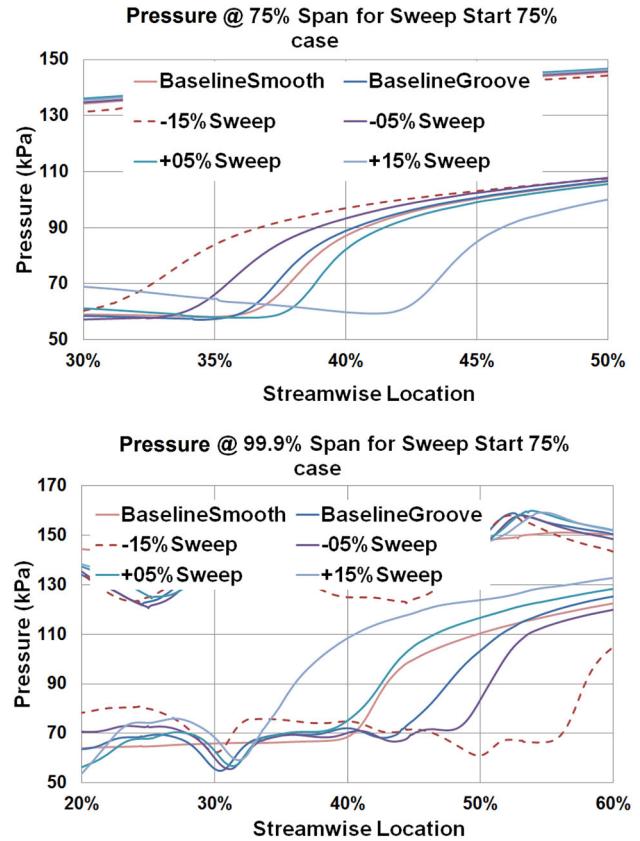 Pressure @ 75% Span for Sweep Start 75%
case
150
BaselineSmooth
BaselineGroove
130
-15% Sweep
-05% Sweep
110
+05% Sweep
+15% Sweep
90
70
50
Pressure (kPa)
30% 35% 40% 45% 50%
Streamwise Location
Pressure @ 99.9% Span for Sweep Start 75%
case
170
BaselineSmooth
BaselineGroove
150
-15% Sweep
-05% Sweep
130
+05% Sweep
+15% Sweep
110
90
70
50
Pressure (kPa)
20% 30% 40% 50% 60%
Streamwise Location